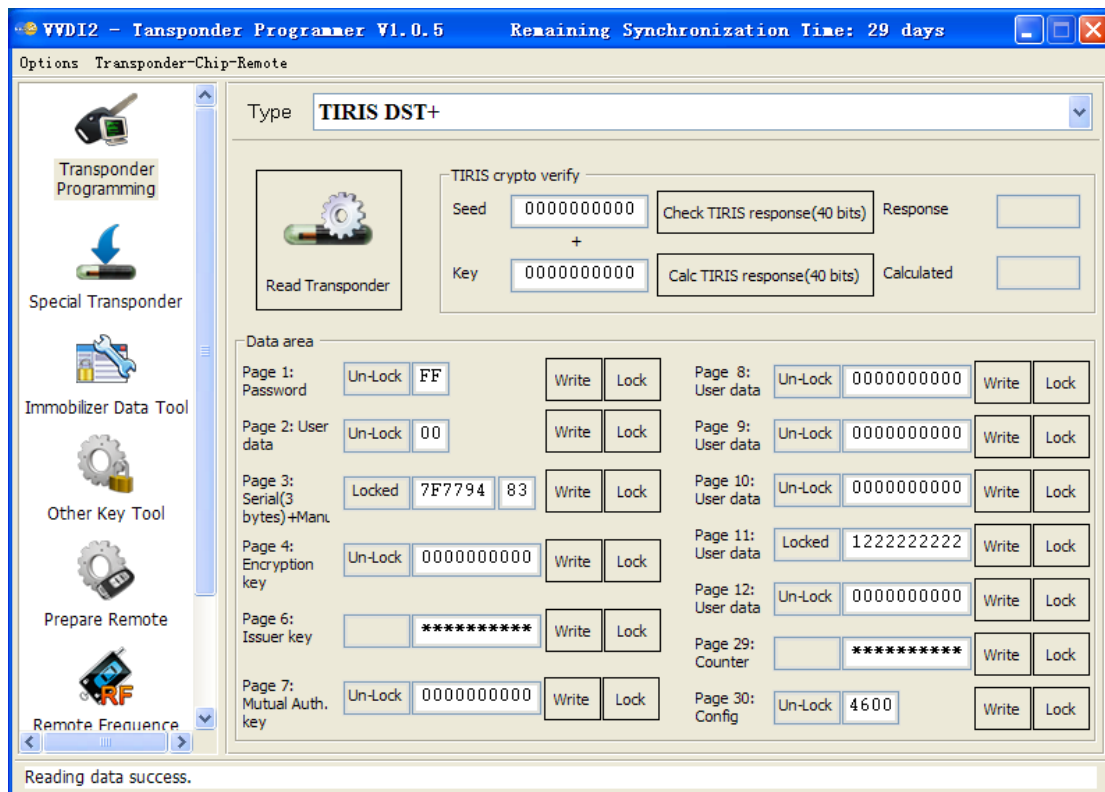 VVDI2 - Tansponder Programmer V1.0.5 Remaining Synchronization Time: 29 days
Options Transponder-Chip-Remote
Transponder
Programming
Special Transponder
Immobilizer Data Tool
Other Key Tool
Prepare Remote
RF
Remote Frequence
Type TIRIS DST+
Read Transponder
TIRIS crypto verify
Seed 0000000000 Check TIRIS response(40 bits) Response
+
Key 0000000000 Calc TIRIS response(40 bits) Calculated
Data area
Page 1:
Password Un-Lock FF Write Lock
Page 2: User
data Un-Lock 00 Write Lock
Page 3:
Serial(3
bytes)+Manu Locked 7F7794 83 Write Lock
Page 4:
Encryption
key Un-Lock 0000000000 Write Lock
Page 6:
Issuer key ********** Write Lock
Page 7:
Mutual Auth.
key Un-Lock 0000000000 Write Lock
Page 8:
User data Un-Lock 0000000000 Write Lock
Page 9:
User data Un-Lock 0000000000 Write Lock
Page 10:
User data Un-Lock 0000000000 Write Lock
Page 11:
User data Locked 1222222222 Write Lock
Page 12:
User data Un-Lock 0000000000 Write Lock
Page 29:
Counter ********** Write Lock
Page 30:
Config Un-Lock 4600 Write Lock
Reading data success.